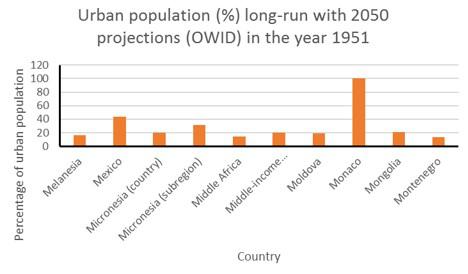 Urban population (%) long-run with 2050
projections (OWID) in the year 1951
Percentage of urban population
120
100
80
60
40
20
0
Melanesia
Mexico
Micronesia (country)
Micronesia (subregion)
Middle Africa
Middle-income...
Moldova
Monaco
Mongolia
Montenegro
Country